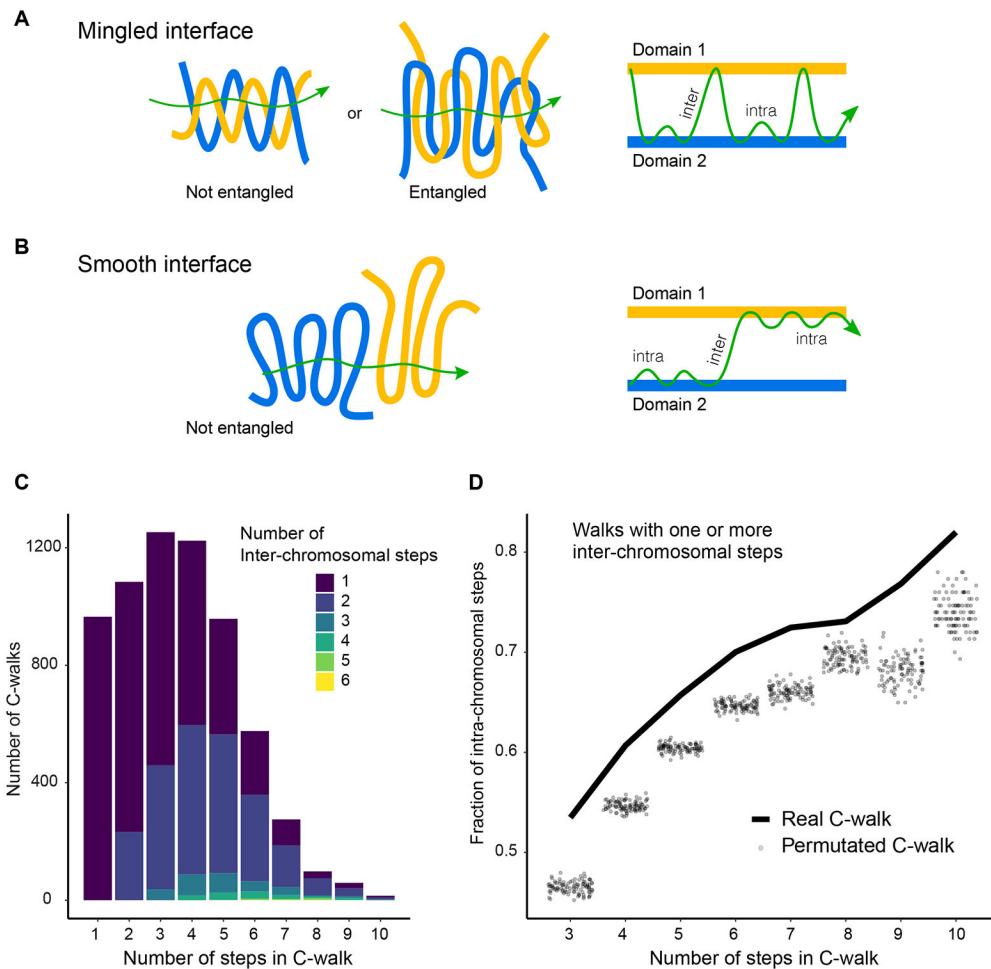 A
Mingled interface
or
Not entangled
Entangled
Domain 1
inter
intra
Domain 2
B
Smooth interface
Not entangled
Domain 1
intra
inter
intra
Domain 2
C
Number of
Inter-chromosomal steps
1
2
3
4
5
6
1200
800
400
0
Number of C-walks
1 2 3 4 5 6 7 8 9 10
Number of steps in C-walk
D
Walks with one or more
inter-chromosomal steps
0.8
0.7
0.6
0.5
Fraction of intra-chromosomal steps
Real C-walk
Permutated C-walk
3 4 5 6 7 8 9 10
Number of steps in C-walk